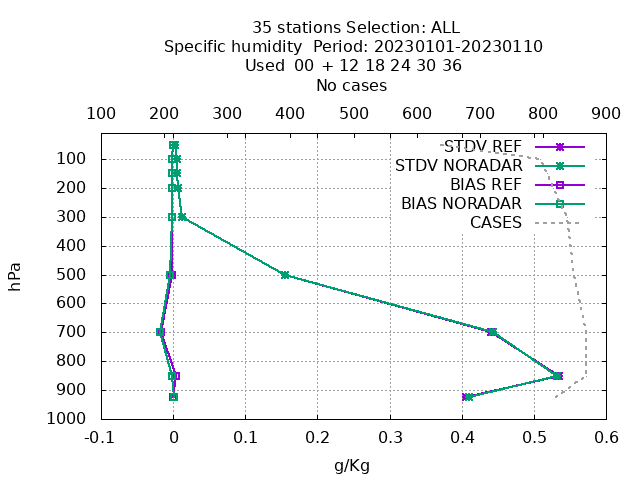 35 stations Selection: ALL
Specific humidity  Period: 20230101-20230110
Used  00 + 12 18 24 30 36
No cases
100 200 300 400 500 600 700 800 900
STDV REF
STDV NORADAR
BIAS REF
BIAS NORADAR
CASES
100
200
300
400
500
600
700
800
900
1000
hPa
-0.1 0 0.1 0.2 0.3 0.4 0.5 0.6
g/Kg